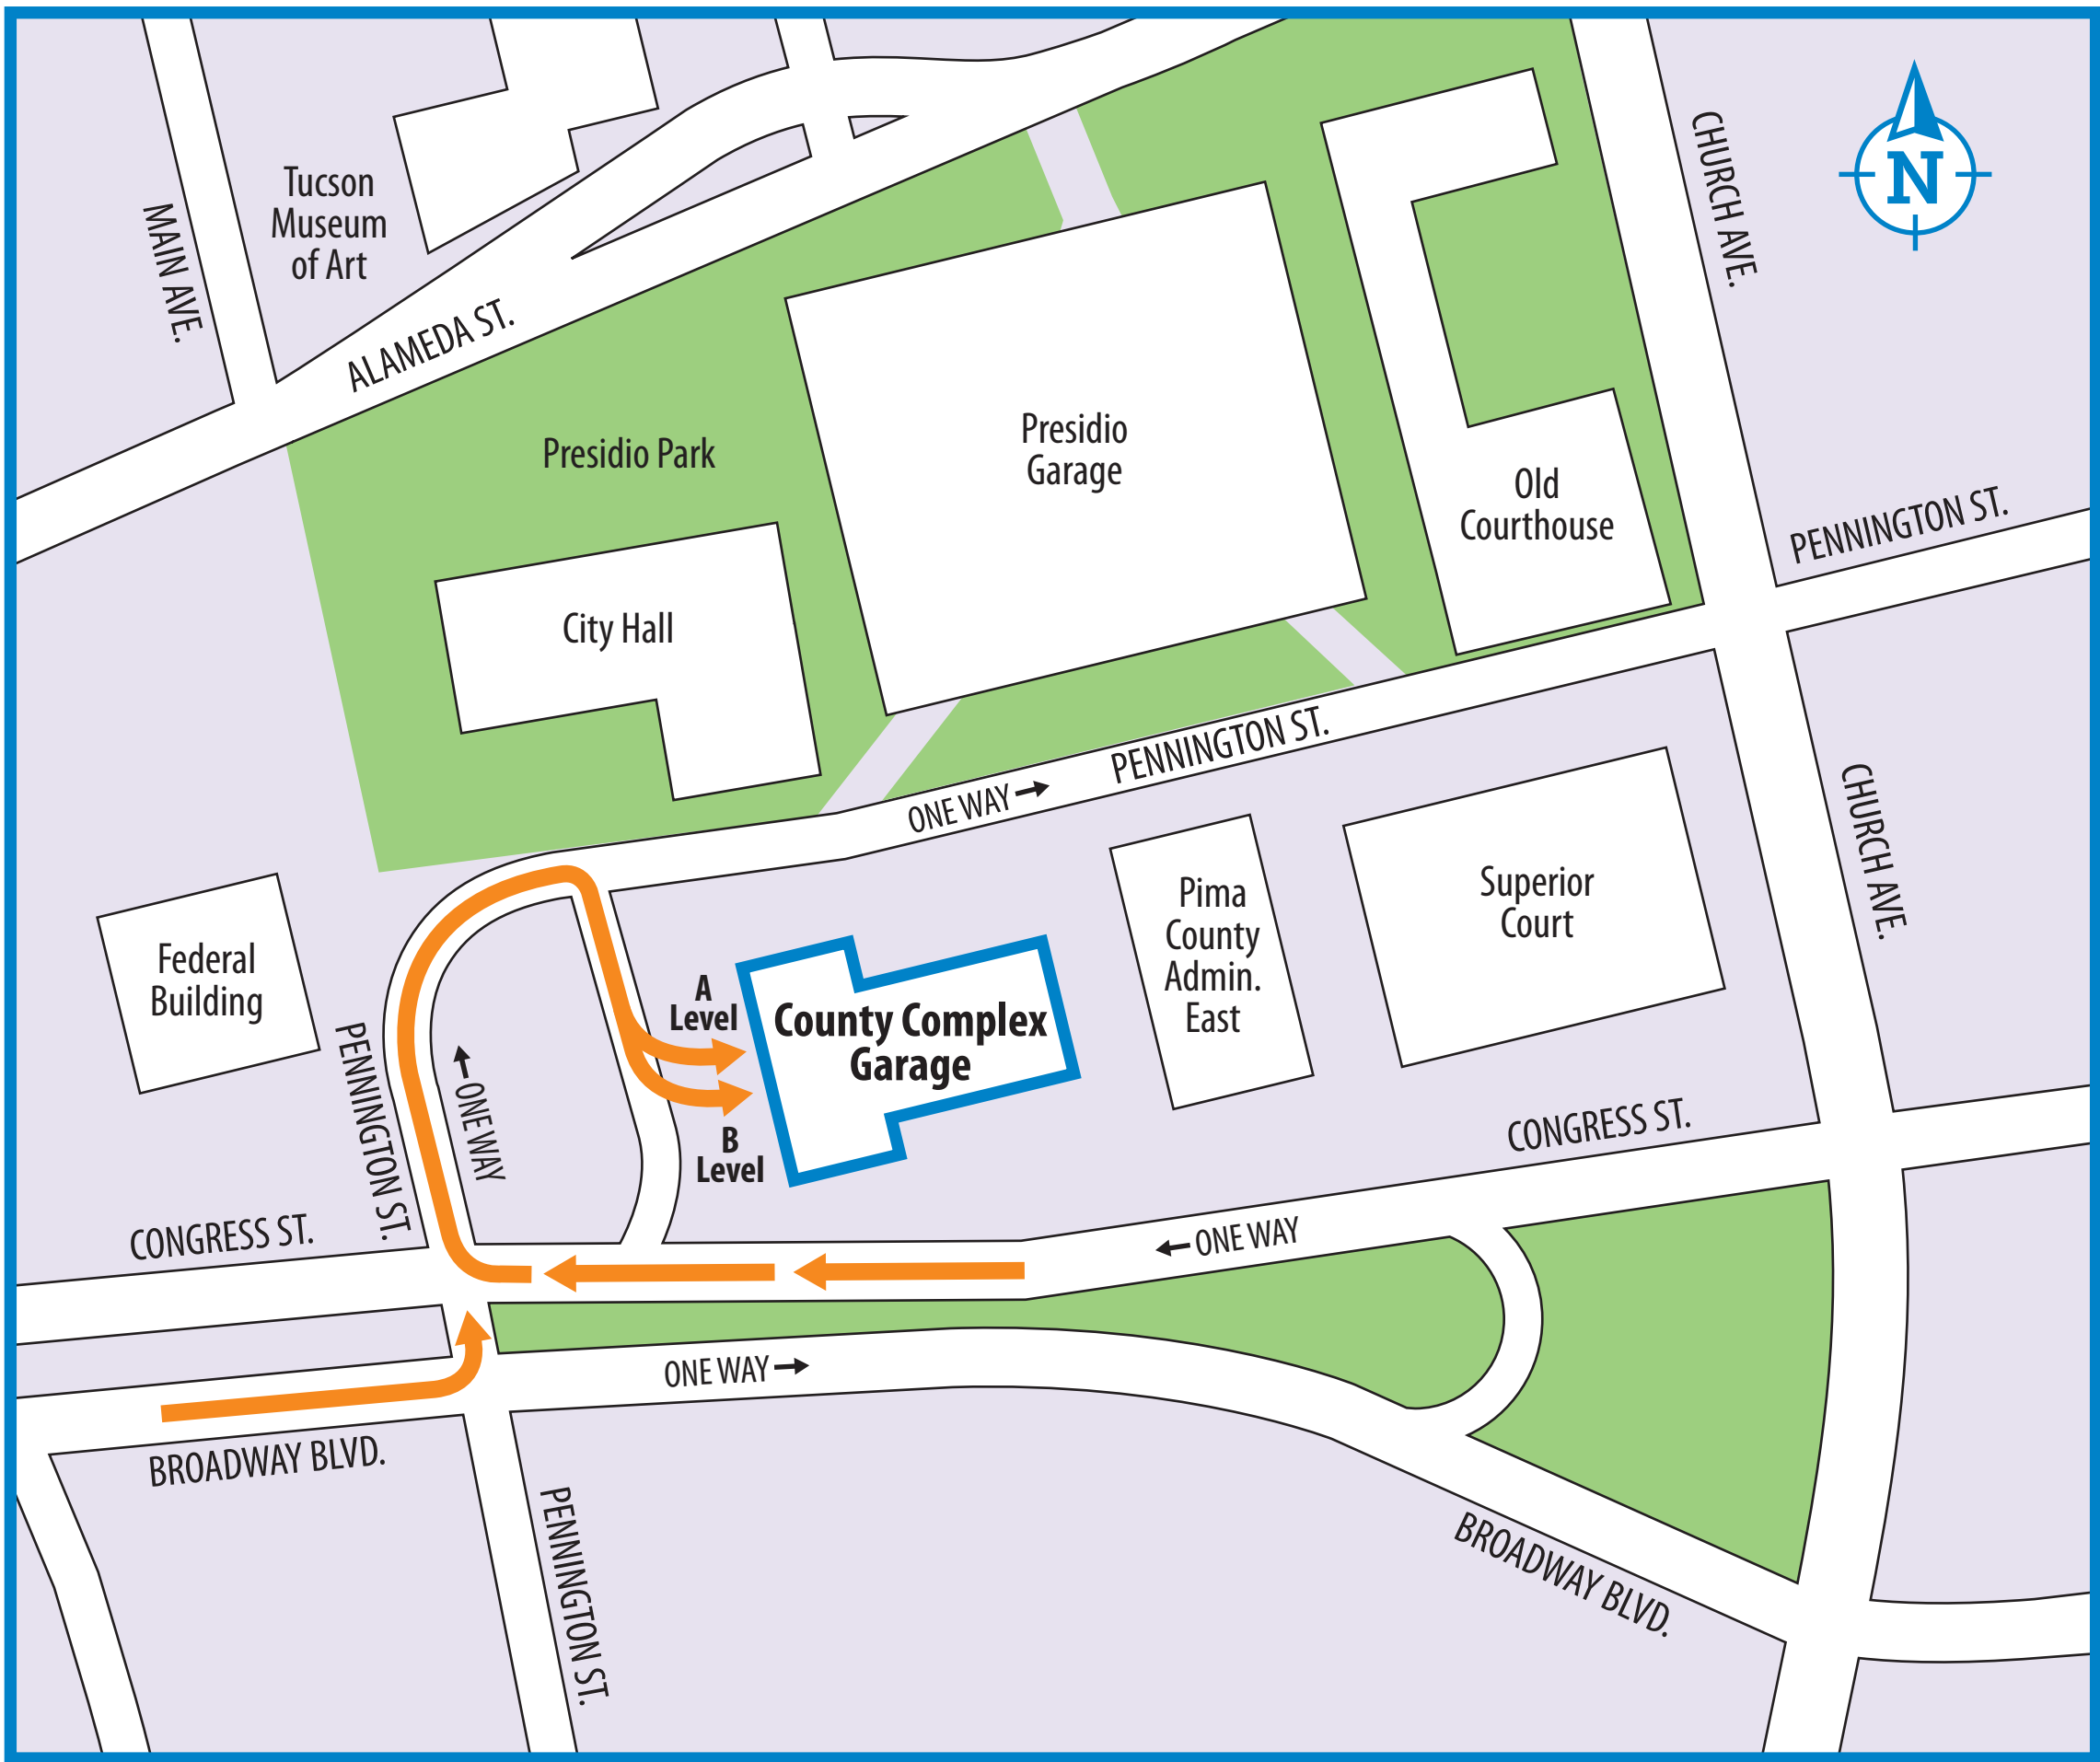 MAIN AVE.
Tucson
Museum
of Art
ALAMEDA ST.
CHURCH AVE.
N
Presidio Park
Presidio
Garage
Old
Courthouse
PENNINGTON ST.
City Hall
PENNINGTON ST.
ONE WAY
CHURCH AVE.
Federal
Building
Pima
County
Admin.
East
Superior
Court
A
Level
County Complex
Garage
B
Level
PENNINGTON ST.
ONE WAY
CONGRESS ST.
CONGRESS ST.
ONE WAY
ONE WAY
BROADWAY BLVD.
PENNINGTON ST.
BROADWAY BLVD.